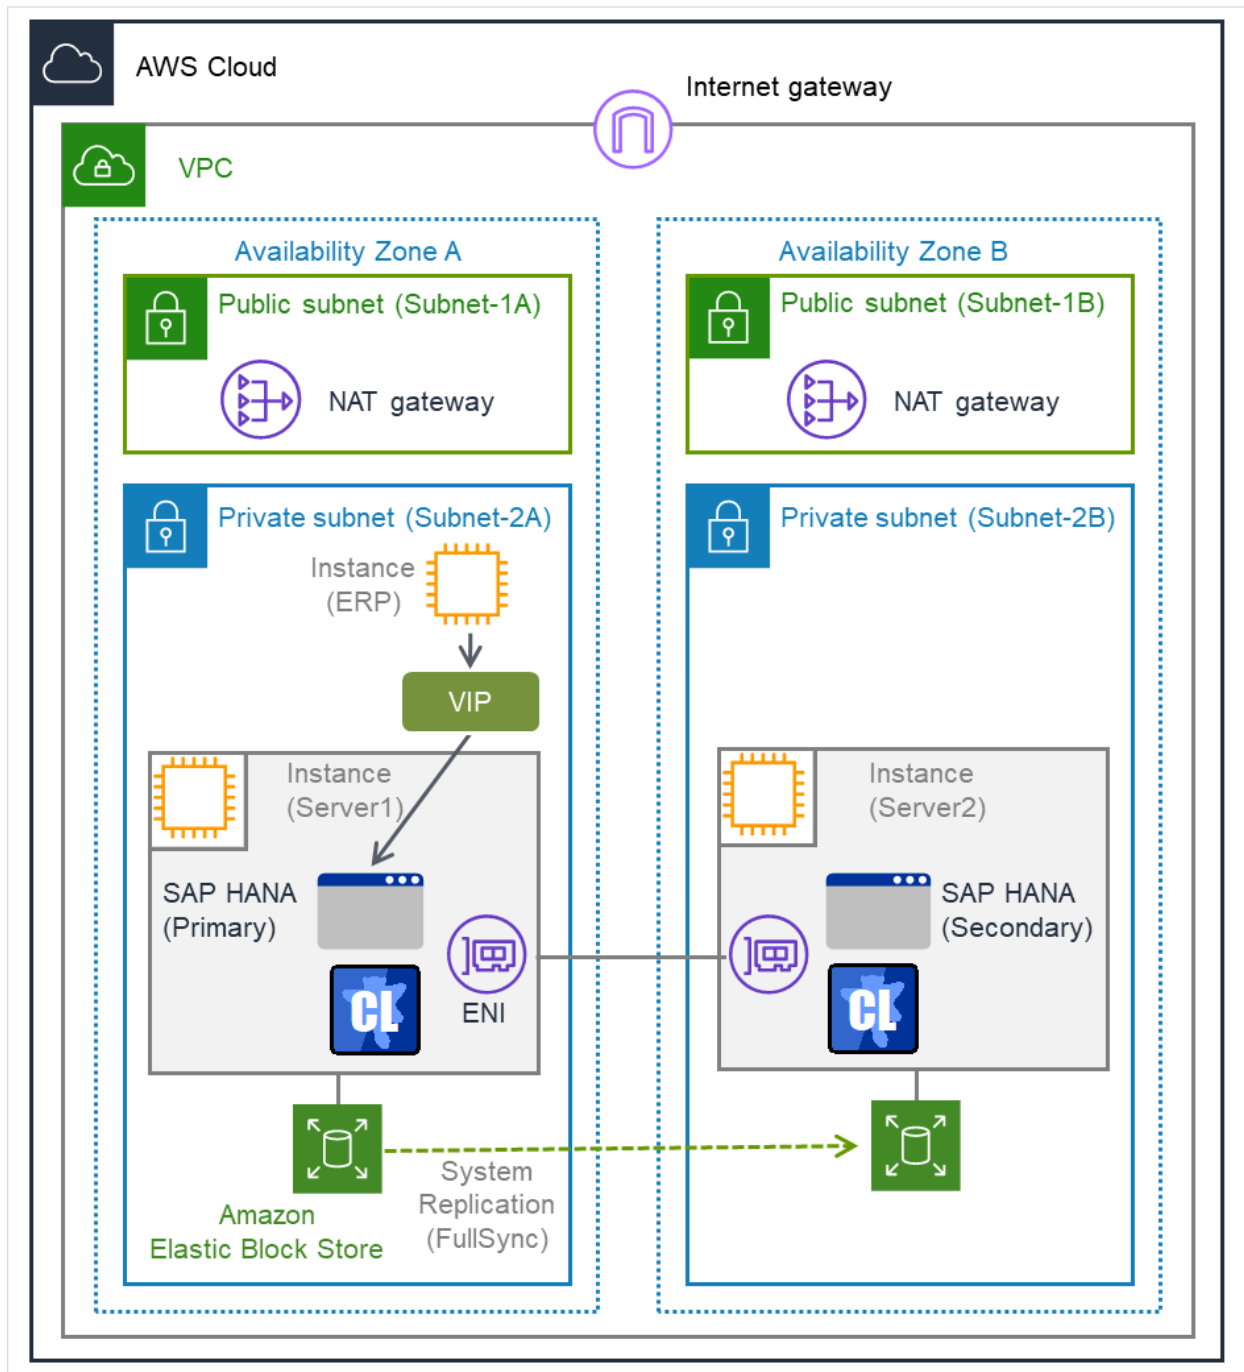 AWS Cloud
Internet gateway
VPC
Availability Zone A
Public subnet (Subnet-1A)
NAT gateway
Private subnet (Subnet-2A)
Instance
(ERP)
VIP
Instance
(Server1)
SAP HANA
(Primary)
CL
ENI
Amazon
Elastic Block Store
System
Replication
(FullSync)
Availability Zone B
Public subnet (Subnet-1B)
NAT gateway
Private subnet (Subnet-2B)
Instance
(Server2)
SAP HANA
(Secondary)
CL